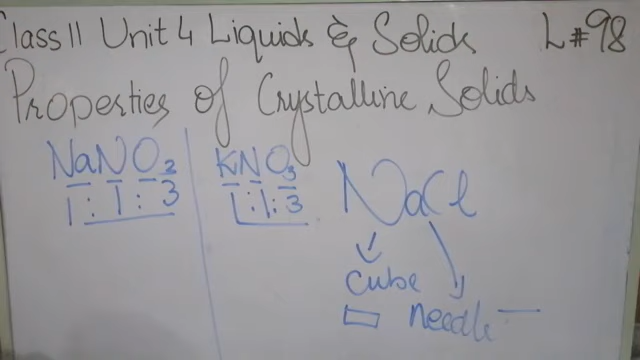 Class 11 Unit 4 Liquids & Solids L#98
Properties of Crystalline Solids
NaNO3 KNO3 NaCl
1:1:3 1:1:3
cube
needle